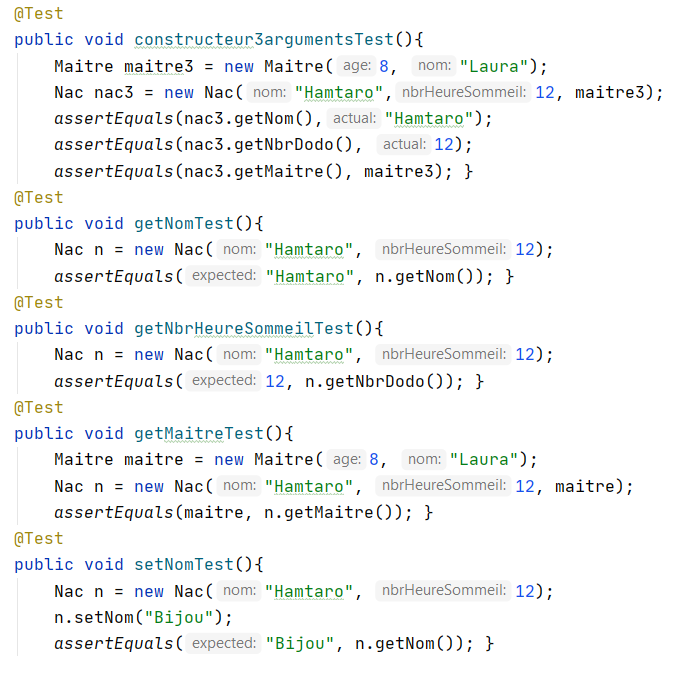 @Test
public void constructeur3argumentsTest(){
Maitre maitre3 = new Maitre( age: 8, nom: "Laura");
Nac nac3 = new Nac( nom: "Hamtaro", nbrHeureSommeil: 12, maitre3);
assertEquals(nac3.getNom(), actual: "Hamtaro");
assertEquals(nac3.getNbrDodo(), actual: 12);
assertEquals(nac3.getMaitre(), maitre3); }
@Test
public void getNomTest(){
Nac n = new Nac( nom: "Hamtaro", nbrHeureSommeil: 12);
assertEquals( expected: "Hamtaro", n.getNom()); }
@Test
public void getNbrHeureSommeilTest(){
Nac n = new Nac( nom: "Hamtaro", nbrHeureSommeil: 12);
assertEquals( expected: 12, n.getNbrDodo()); }
@Test
public void getMaitreTest(){
Maitre maitre = new Maitre( age: 8, nom: "Laura");
Nac n = new Nac( nom: "Hamtaro", nbrHeureSommeil: 12, maitre);
assertEquals(maitre, n.getMaitre()); }
@Test
public void setNomTest(){
Nac n = new Nac( nom: "Hamtaro", nbrHeureSommeil: 12);
n.setNom("Bijou");
assertEquals( expected: "Bijou", n.getNom()); }